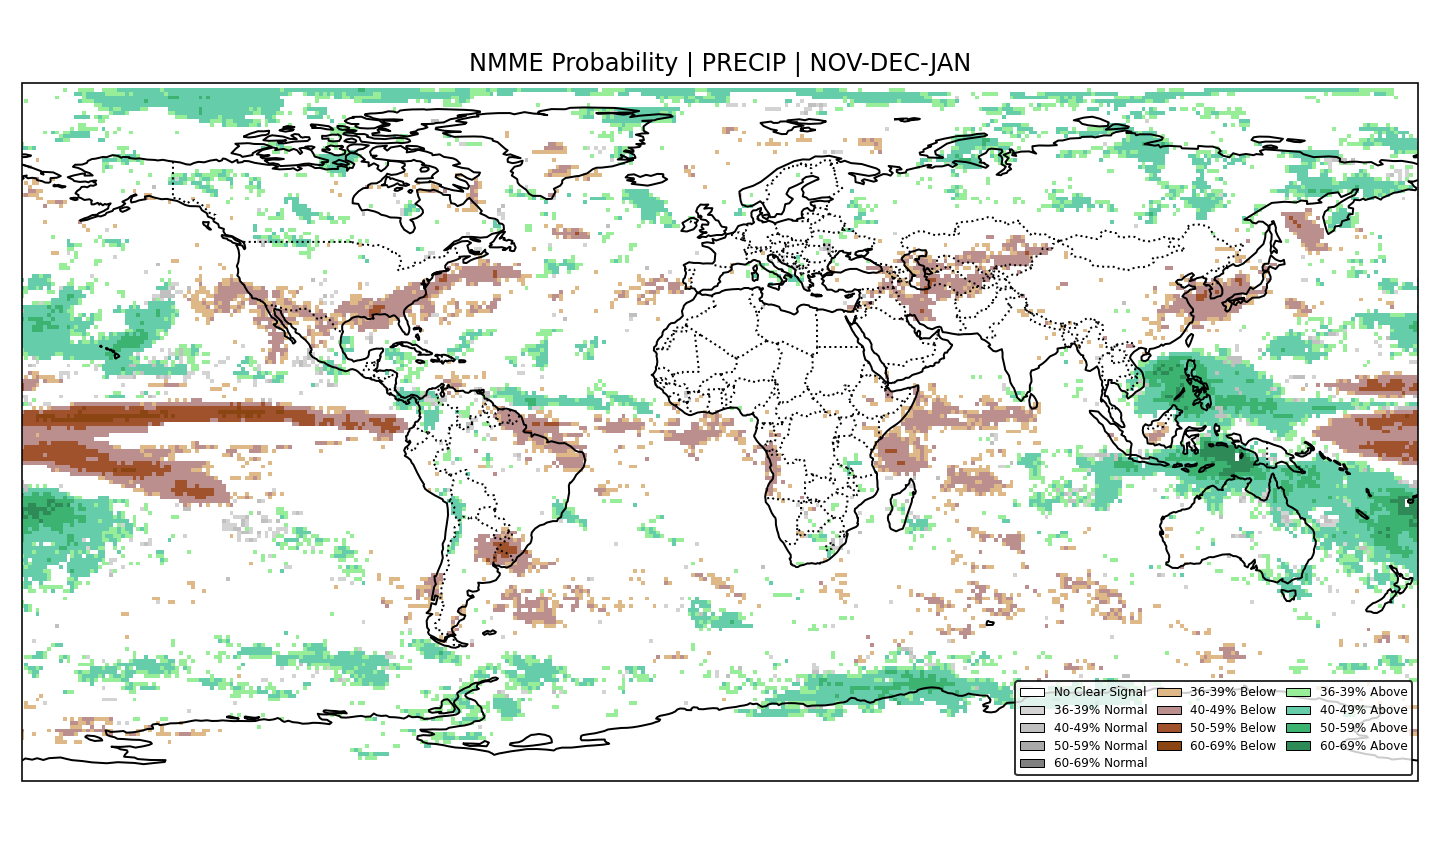 NMME Probability | PRECIP | NOV-DEC-JAN
No Clear Signal 36-39% Below 36-39% Above
36-39% Normal 40-49% Below 40-49% Above
40-49% Normal 50-59% Below 50-59% Above
50-59% Normal 60-69% Below 60-69% Above
60-69% Normal